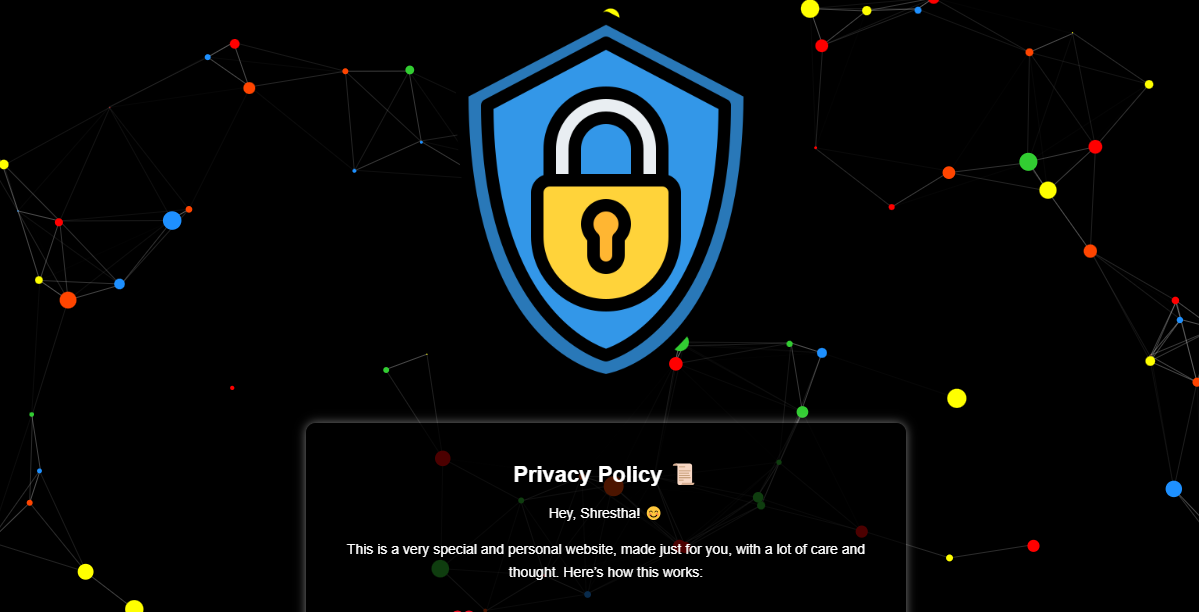 Privacy Policy 📜
Hey, Shrestha! 😊
This is a very special and personal website, made just for you, with a lot of care and
thought. Here's how this works: